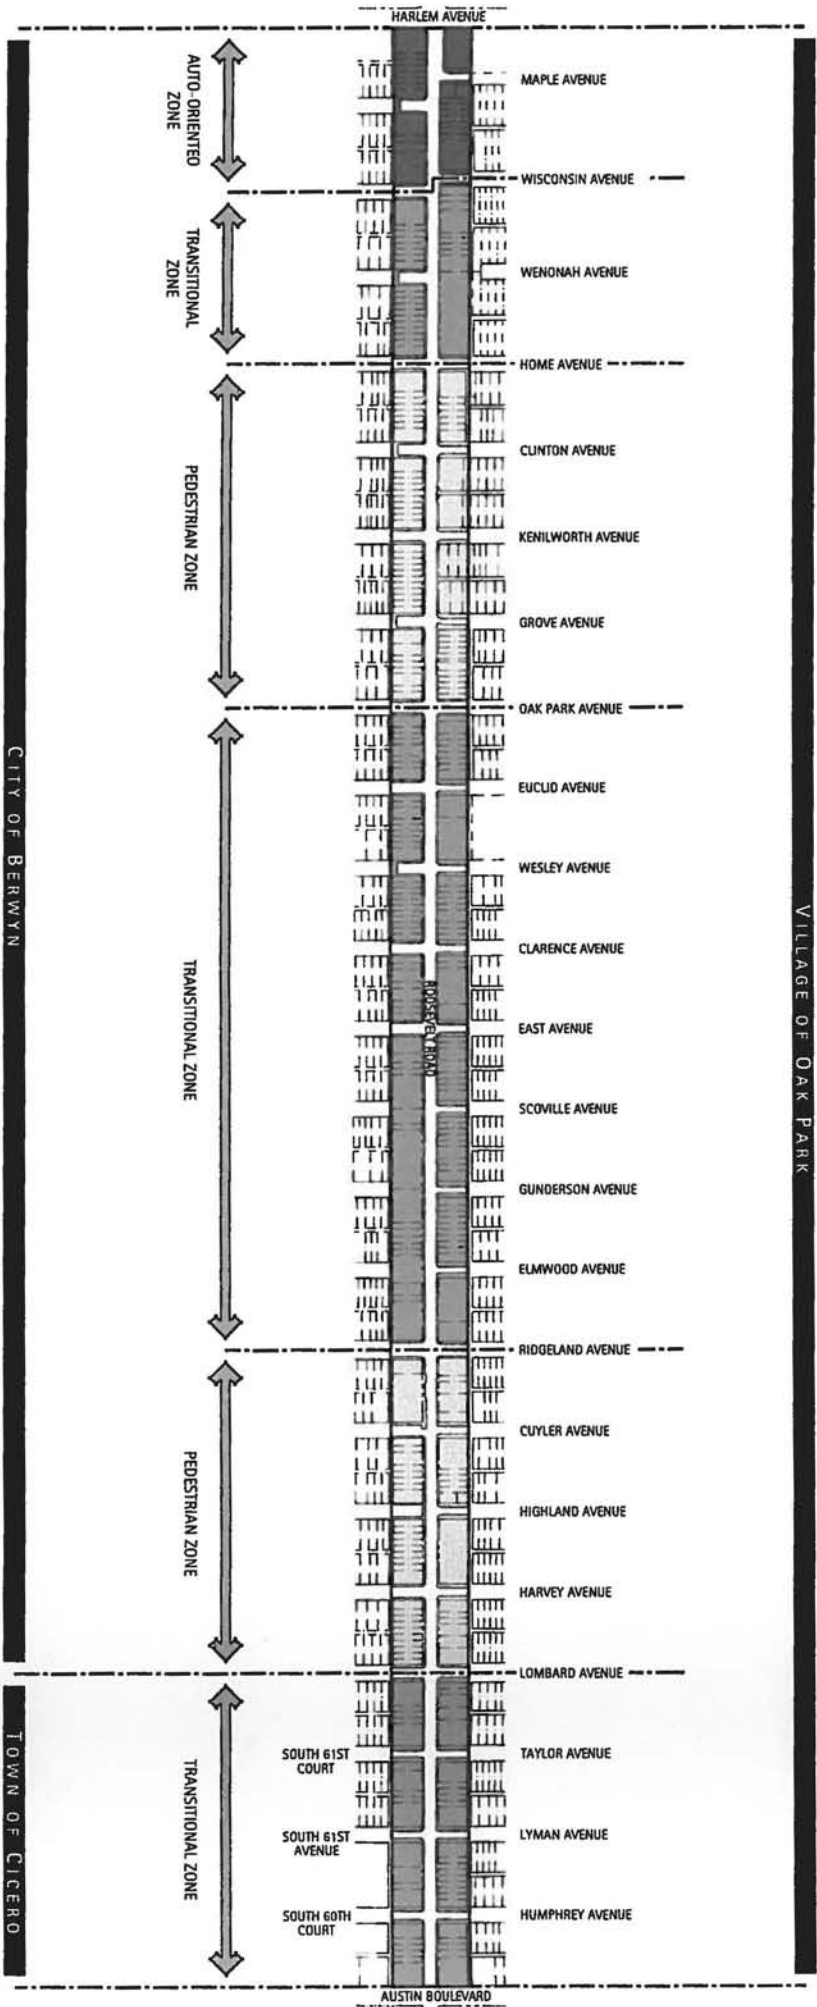 HARLEM AVENUE
MAPLE AVENUE
AUTO-ORIENTED
ZONE
WISCONSIN AVENUE
TRANSITIONAL
ZONE
WENONAH AVENUE
HOME AVENUE
CLINTON AVENUE
PEDESTRIAN ZONE
KENILWORTH AVENUE
GROVE AVENUE
OAK PARK AVENUE
EUCLID AVENUE
CITY OF BERWYN
WESLEY AVENUE
CLARENCE AVENUE
VILLAGE OF OAK PARK
TRANSITIONAL ZONE
ROOSEVELT ROAD
EAST AVENUE
SCOVILLE AVENUE
GUNDERSON AVENUE
ELMWOOD AVENUE
RIDGELAND AVENUE
CUYLER AVENUE
PEDESTRIAN ZONE
HIGHLAND AVENUE
HARVEY AVENUE
LOMBARD AVENUE
SOUTH 61ST
COURT
TAYLOR AVENUE
TOWN OF CICERO
TRANSITIONAL ZONE
SOUTH 61ST
AVENUE
LYMAN AVENUE
SOUTH 60TH
COURT
HUMPHREY AVENUE
AUSTIN BOULEVARD